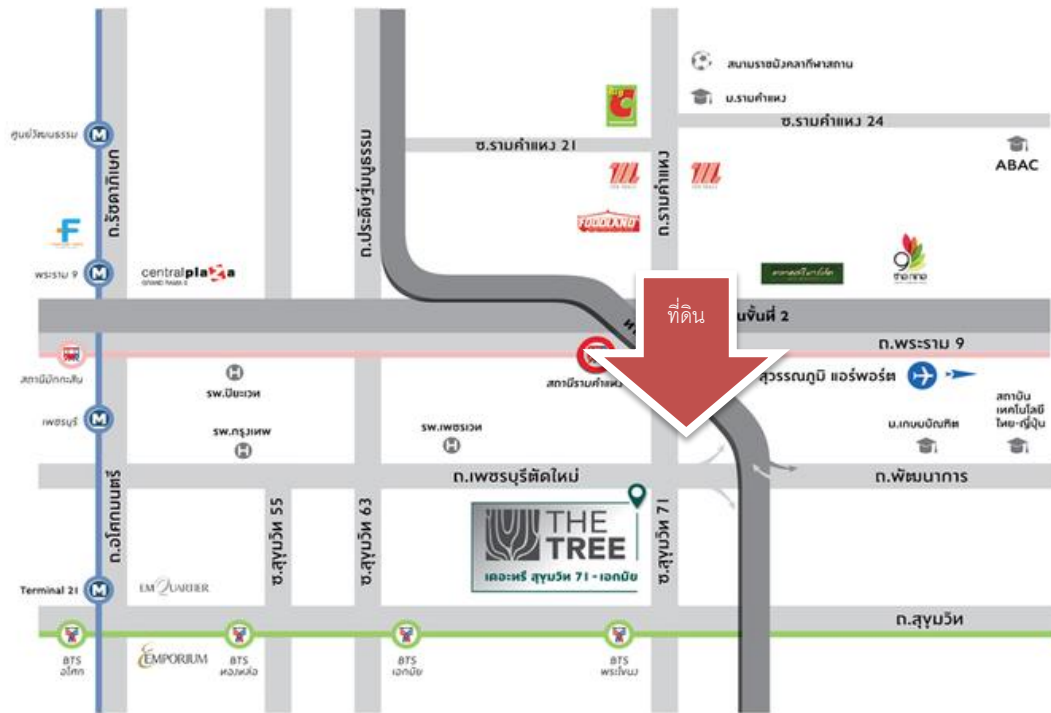 สนามราชมังคลากีฬาสถาน
ม.รามคำแหง
ซ.รามคำแหง 24
ศูนย์วัฒนธรรม
M
ซ.รามคำแหง 21
ABAC
ถ.รัชดาภิเษก
ถ.ประดิษฐ์มนูธรรม
ถ.รามคำแหง
FOODLAND
F
พระราม 9
M
centralplaza
GRAND RAMA 9
9
the nine
ที่ดิน
นขั้นที่ 2
ถ.พระราม 9
สถานีมักกะสัน
H
รพ.ปิยะเวท
สถานีรามคำแหง
สุวรรณภูมิ แอร์พอร์ต
สถาบัน
เทคโนโลยี
ไทย-ญี่ปุ่น
เพชรบุรี
M
รพ.กรุงเทพ
H
รพ.เพชรเวท
H
ม.เกษมบัณฑิต
ถ.เพชรบุรีตัดใหม่
ถ.พัฒนาการ
ถ.อโศกมนตรี
ซ.สุขุมวิท 55
ซ.สุขุมวิท 63
THE
TREE
เดอะทรี สุขุมวิท 71 - เอกมัย
ซ.สุขุมวิท 71
Terminal 21
M
EM QUARTIER
ถ.สุขุมวิท
BTS
อโศก
EMPORIUM
BTS
ทองหล่อ
BTS
เอกมัย
BTS
พระโขนง